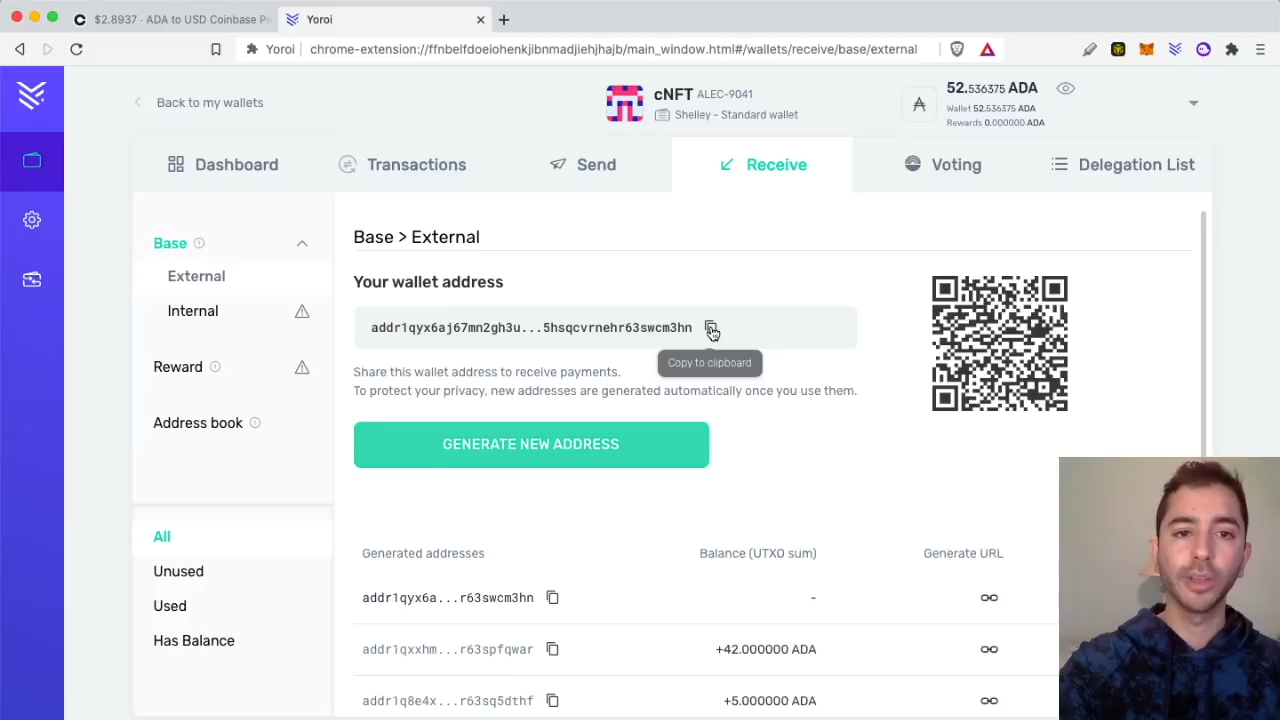 $2.8937 · ADA to USD Coinbase Pr
Yoroi
Yoroi
chrome-extension://ffnbelfdoeiohenkjibnmadjiehjhajb/main_window.html#/wallets/receive/base/external
Back to my wallets
cNFT ALEC-9041
Shelley - Standard wallet
52.536375 ADA
Wallet 52.536375 ADA
Rewards 0.000000 ADA
Dashboard
Transactions
Send
Receive
Voting
Delegation List
Base
External
Internal
Reward
Address book
All
Unused
Used
Has Balance
Base > External
Your wallet address
addr1qyx6aj67mn2gh3u...5hsqcvrnehr63swcm3hn
Copy to clipboard
Share this wallet address to receive payments.
To protect your privacy, new addresses are generated automatically once you use them.
GENERATE NEW ADDRESS
Generated addresses Balance (UTXO sum) Generate URL
addr1qyx6a...r63swcm3hn -
addr1qxxhm...r63spfqwar +42.000000 ADA
addr1q8e4x...r63sq5dthf +5.000000 ADA